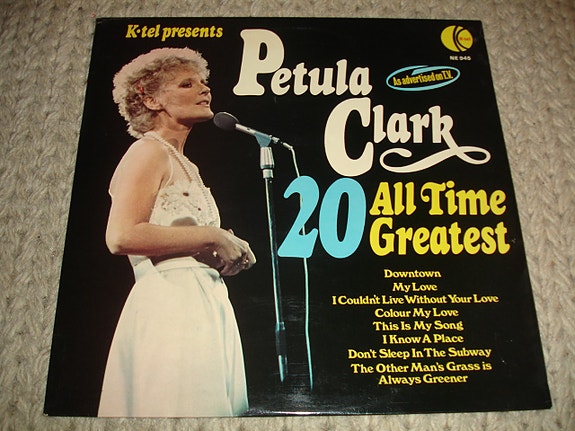 K·tel presents
K·tel
NE 945
Petula
As advertised on T.V.
Clark
20 All Time
Greatest
Downtown
My Love
I Couldn't Live Without Your Love
Colour My Love
This Is My Song
I Know A Place
Don't Sleep In The Subway
The Other Man's Grass is
Always Greener